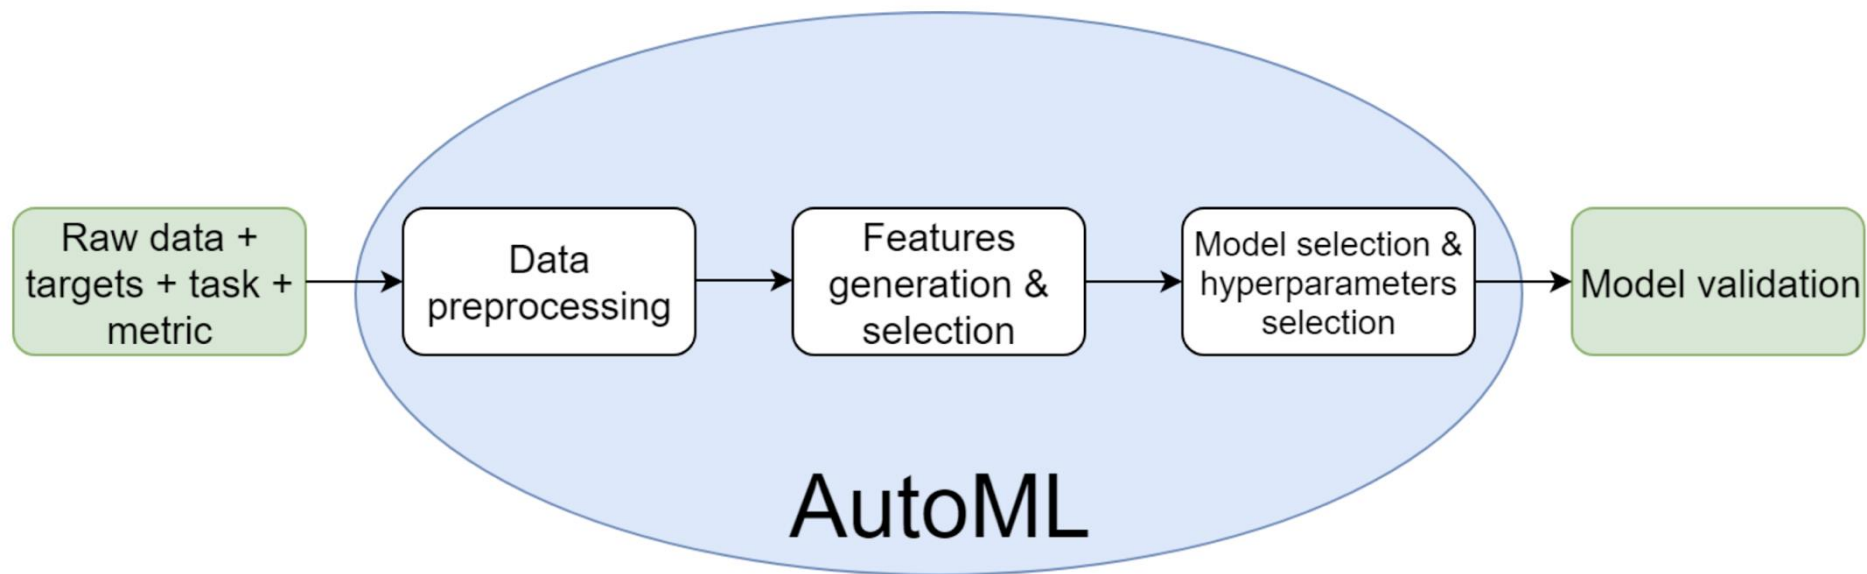 Raw data +
targets + task +
metric
Data
preprocessing
Features
generation &
selection
Model selection &
hyperparameters
selection
Model validation
AutoML